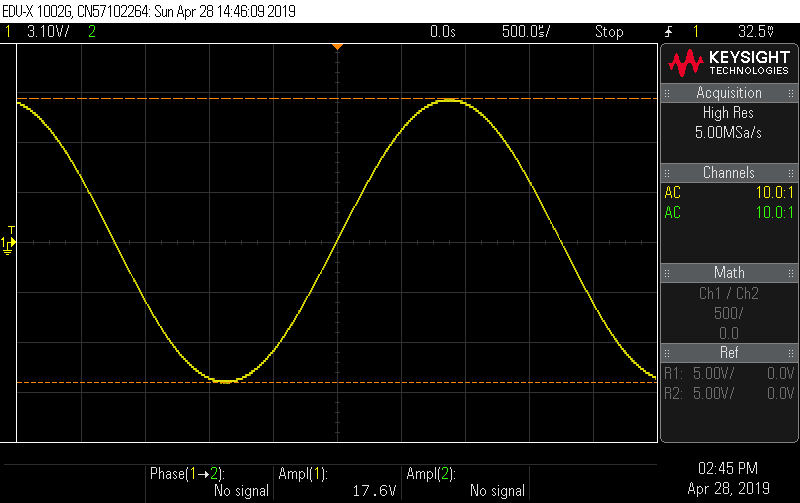 EDU-X 1002G, CN57102264: Sun Apr 28 14:46:09 2019
1 3.10V/ 2 0.0s 500.0us/ Stop 1 32.5mV
KEYSIGHT
TECHNOLOGIES
Acquisition
High Res
5.00MSa/s
Channels
AC 10.0:1
AC 10.0:1
T
1
Math
Ch1 / Ch2
500/
0.0
Ref
R1: 5.00V/ 0.0V
R2: 5.00V/ 0.0V
Phase(1→2): Ampl(1): Ampl(2):
No signal 17.6V No signal
02:45 PM
Apr 28, 2019